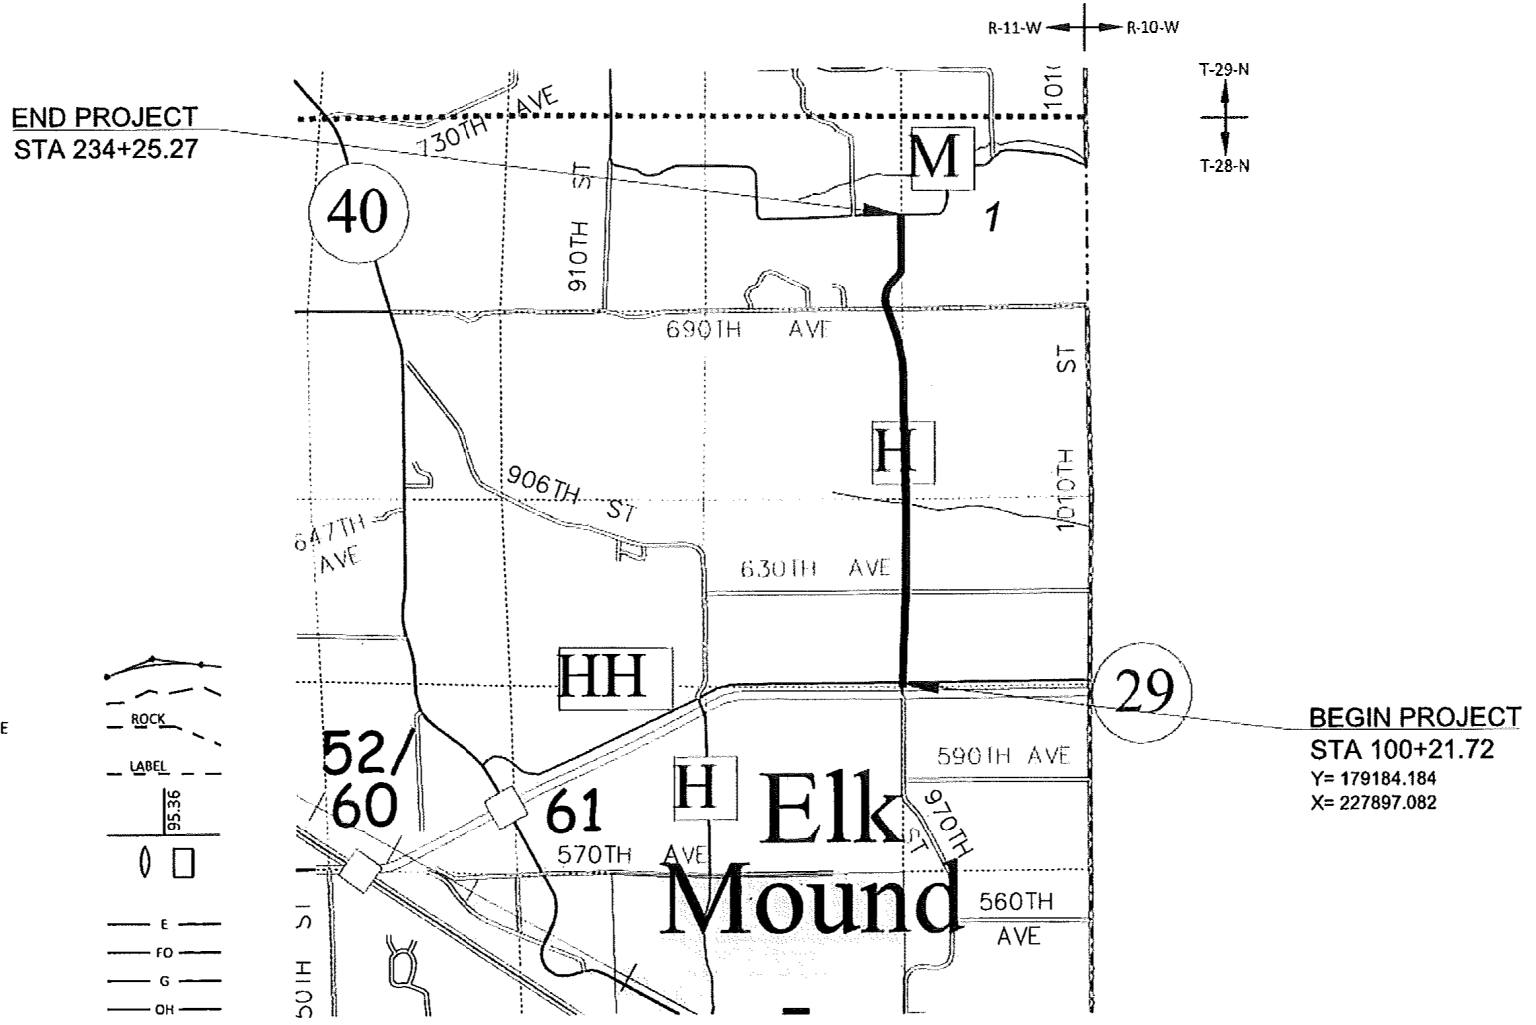 R-11-W
R-10-W
T-29-N
T-28-N
END PROJECT
STA 234+25.27
730TH AVE
M
1
40
910TH ST
690TH AVE
ST
1010TH
H
906TH ST
647TH
AVE
630TH AVE
HH
29
BEGIN PROJECT
STA 100+21.72
Y= 179184.184
X= 227897.082
E
ROCK
LABEL
95.36
52/
60
61
H
590TH AVE
970TH
ST
Elk
Mound
570TH AVE
560TH
AVE
E
FO
G
OH